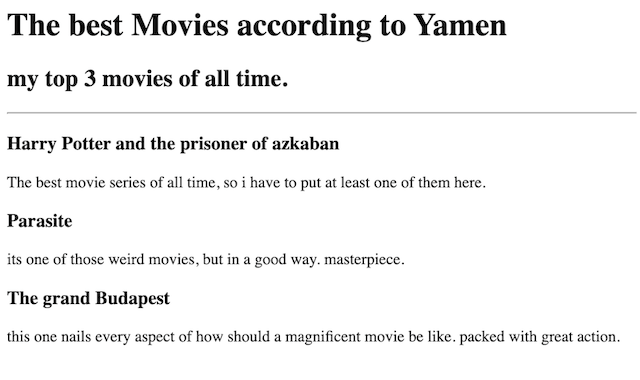 The best Movies according to Yamen
my top 3 movies of all time.
Harry Potter and the prisoner of azkaban
The best movie series of all time, so i have to put at least one of them here.
Parasite
its one of those weird movies, but in a good way. masterpiece.
The grand Budapest
this one nails every aspect of how should a magnificent movie be like. packed with great action.